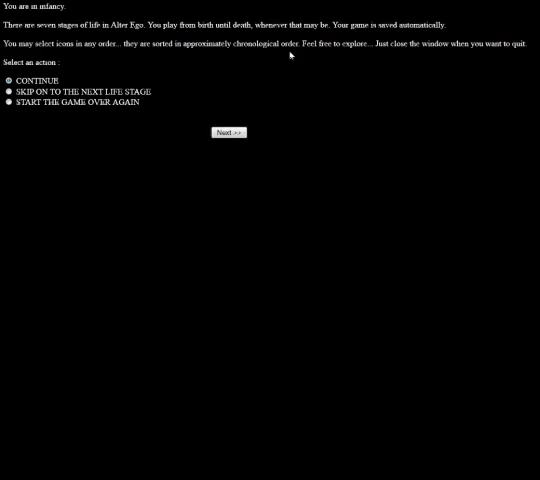 You are in infancy.
There are seven stages of life in Alter Ego. You play from birth until death, whenever that may be. Your game is saved automatically.
You may select icons in any order... they are sorted in approximately chronological order. Feel free to explore... Just close the window when you want to quit.
Select an action :
CONTINUE
SKIP ON TO THE NEXT LIFE STAGE
START THE GAME OVER AGAIN
Next >>